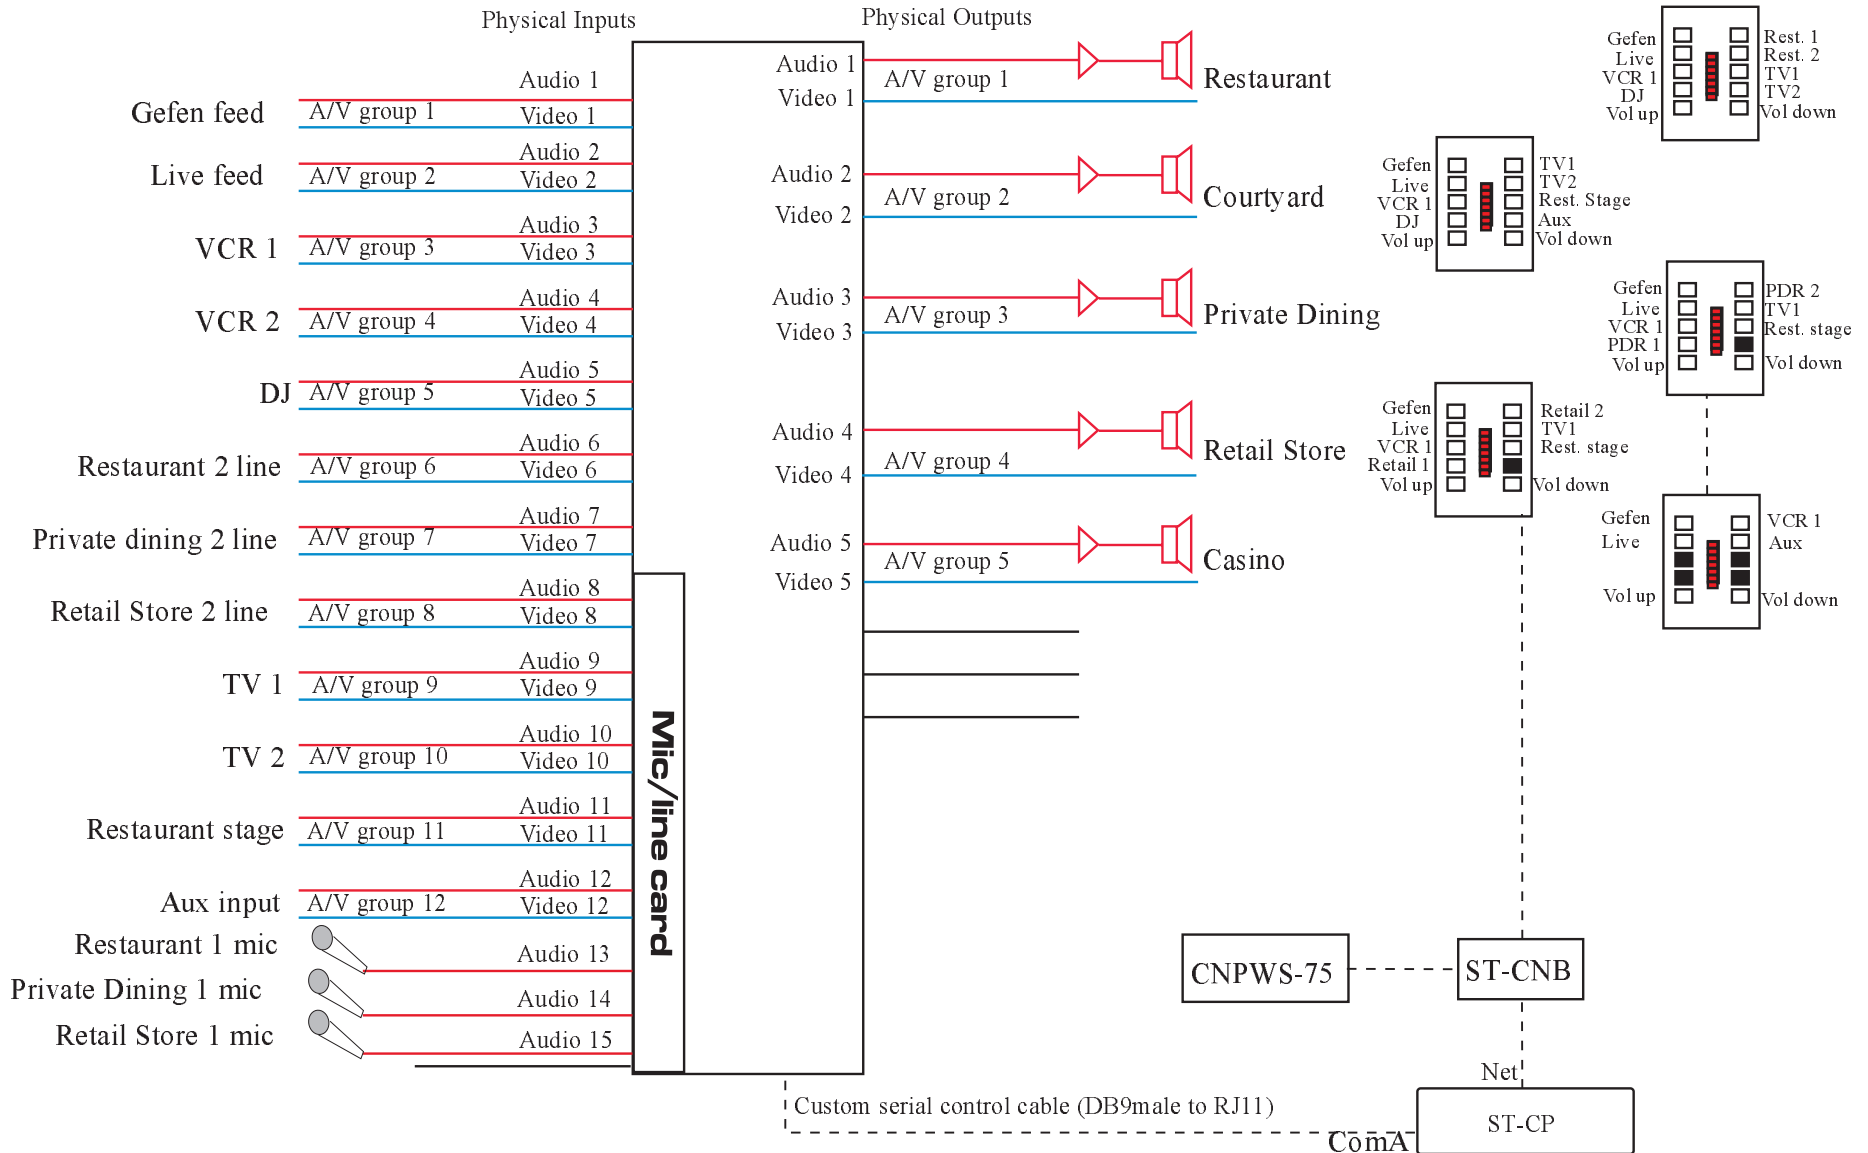 Physical Inputs
Physical Outputs
Gefen feed
A/V group 1
Audio 1
Video 1
Live feed
A/V group 2
Audio 2
Video 2
VCR 1
A/V group 3
Audio 3
Video 3
VCR 2
A/V group 4
Audio 4
Video 4
DJ
A/V group 5
Audio 5
Video 5
Restaurant 2 line
A/V group 6
Audio 6
Video 6
Private dining 2 line
A/V group 7
Audio 7
Video 7
Retail Store 2 line
A/V group 8
Audio 8
Video 8
TV 1
A/V group 9
Audio 9
Video 9
TV 2
A/V group 10
Audio 10
Video 10
Restaurant stage
A/V group 11
Audio 11
Video 11
Aux input
A/V group 12
Audio 12
Video 12
Restaurant 1 mic
Audio 13
Private Dining 1 mic
Audio 14
Retail Store 1 mic
Audio 15
Mic/line card
Audio 1
Video 1
A/V group 1
Restaurant
Audio 2
Video 2
A/V group 2
Courtyard
Audio 3
Video 3
A/V group 3
Private Dining
Audio 4
Video 4
A/V group 4
Retail Store
Audio 5
Video 5
A/V group 5
Casino
Gefen
Live
VCR 1
DJ
Vol up
Rest. 1
Rest. 2
TV1
TV2
Vol down
Gefen
Live
VCR 1
DJ
Vol up
TV1
TV2
Rest. Stage
Aux
Vol down
Gefen
Live
VCR 1
PDR 1
Vol up
PDR 2
TV1
Rest. stage
Vol down
Gefen
Live
VCR 1
Retail 1
Vol up
Retail 2
TV1
Rest. stage
Vol down
Gefen
Live
Vol up
VCR 1
Aux
Vol down
CNPWS-75
ST-CNB
Net
ST-CP
ComA
Custom serial control cable (DB9male to RJ11)